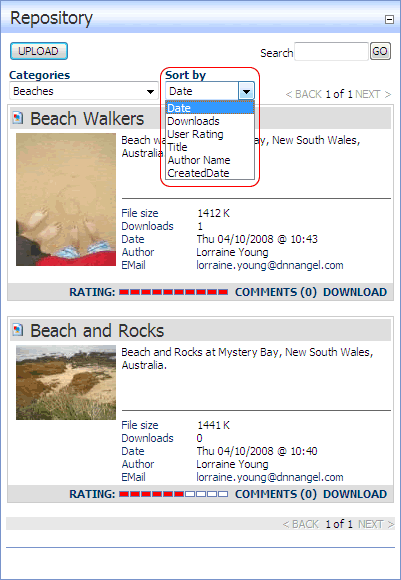 Repository
UPLOAD
Search GO
Categories Sort by
Beaches Date < BACK 1 of 1 NEXT >
Date
Downloads
User Rating
Title
Author Name
CreatedDate
Beach Walkers
Beach wa Bay, New South Wales,
Australia
File size 1412 K
Downloads 1
Date Thu 04/10/2008 @ 10:43
Author Lorraine Young
EMail lorraine.young@dnnangel.com
RATING: COMMENTS (0) DOWNLOAD
Beach and Rocks
Beach and Rocks at Mystery Bay, New South Wales,
Australia.
File size 1441 K
Downloads 0
Date Thu 04/10/2008 @ 10:40
Author Lorraine Young
EMail lorraine.young@dnnangel.com
RATING: COMMENTS (0) DOWNLOAD
< BACK 1 of 1 NEXT >